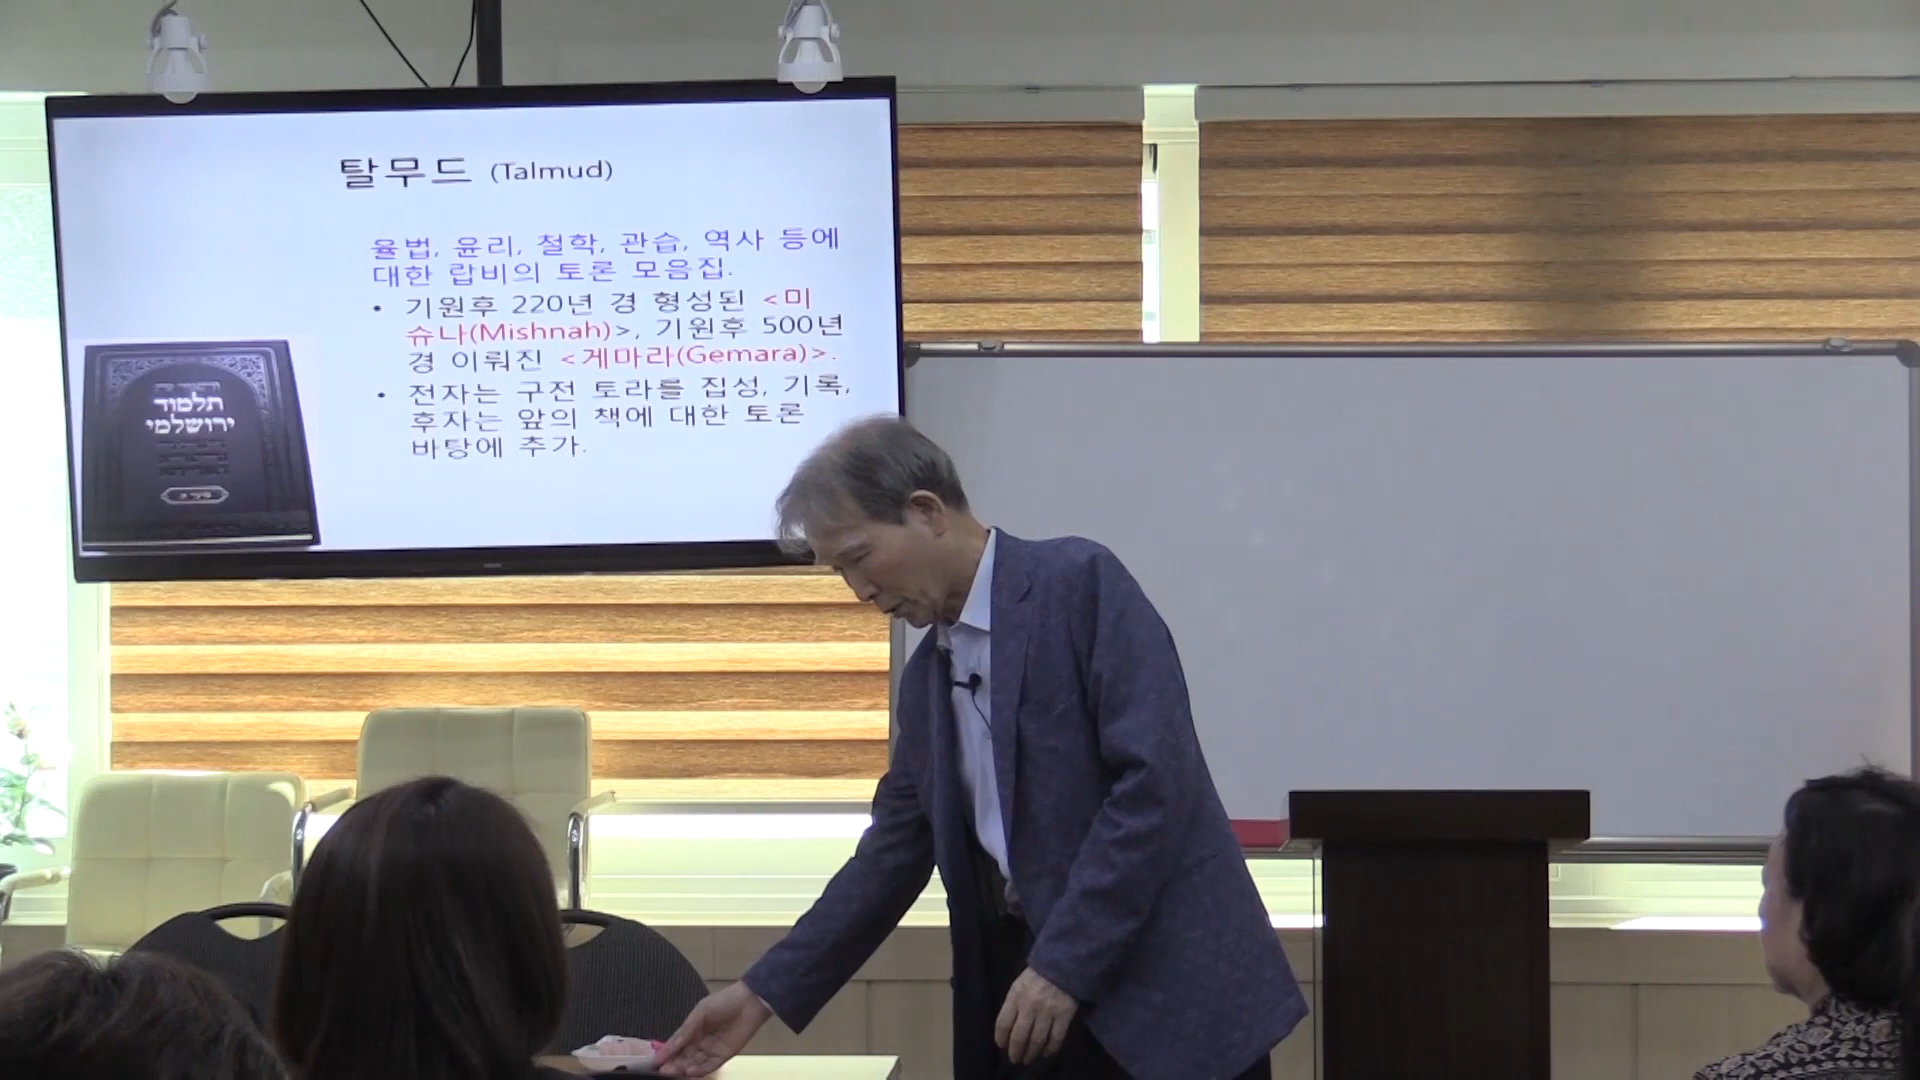 탈무드 (Talmud)
율법, 윤리, 철학, 관습, 역사 등에
대한 랍비의 토론 모음집.
• 기원후 220년 경 형성된 <미
슈나(Mishnah)>, 기원후 500년
경 이뤄진 <게마라(Gemara)>.
• 전자는 구전 토라를 집성, 기록,
후자는 앞의 책에 대한 토론
바탕에 추가.
תלמוד
ירושלמי